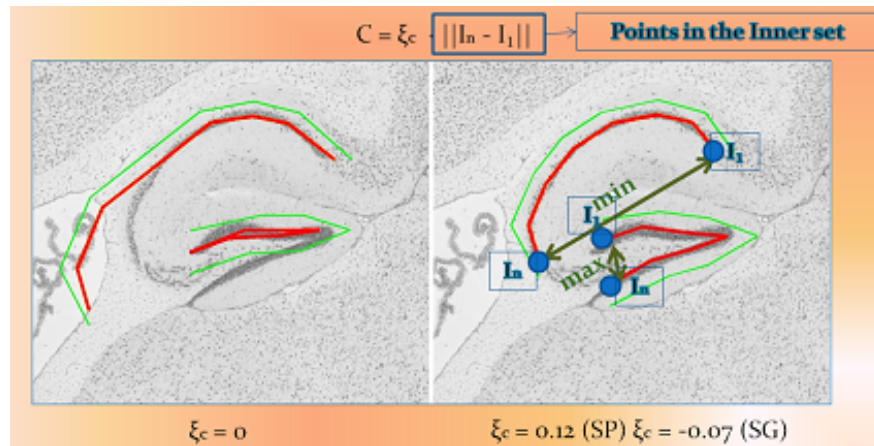 C = ξc ||In - I1|| Points in the Inner set
I1
min
I1
In
max
In
ξc = 0
ξc = 0.12 (SP) ξc = -0.07 (SG)